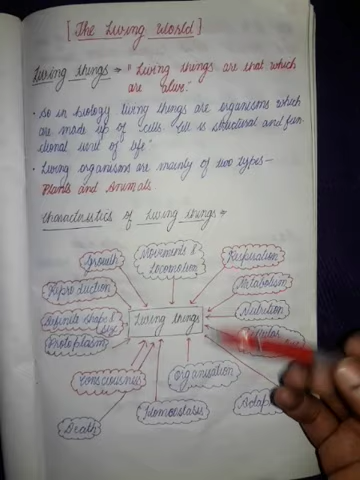 [ The Living World ]
Living things → "Living things are that which
are alive."
• So in biology living things are organisms which
are made up of cells. Cell is structural and fun-
ctional unit of life."
• Living organisms are mainly of two types-
Plants and Animals.
Characteristics of Living things →
Movements &
Locomotion
Growth
Respiration
Reproduction
Metabolism
Living things
Nutrition
Definite shape &
size
Protoplasm
Consciousness
Organisation
Homeostasis
Death